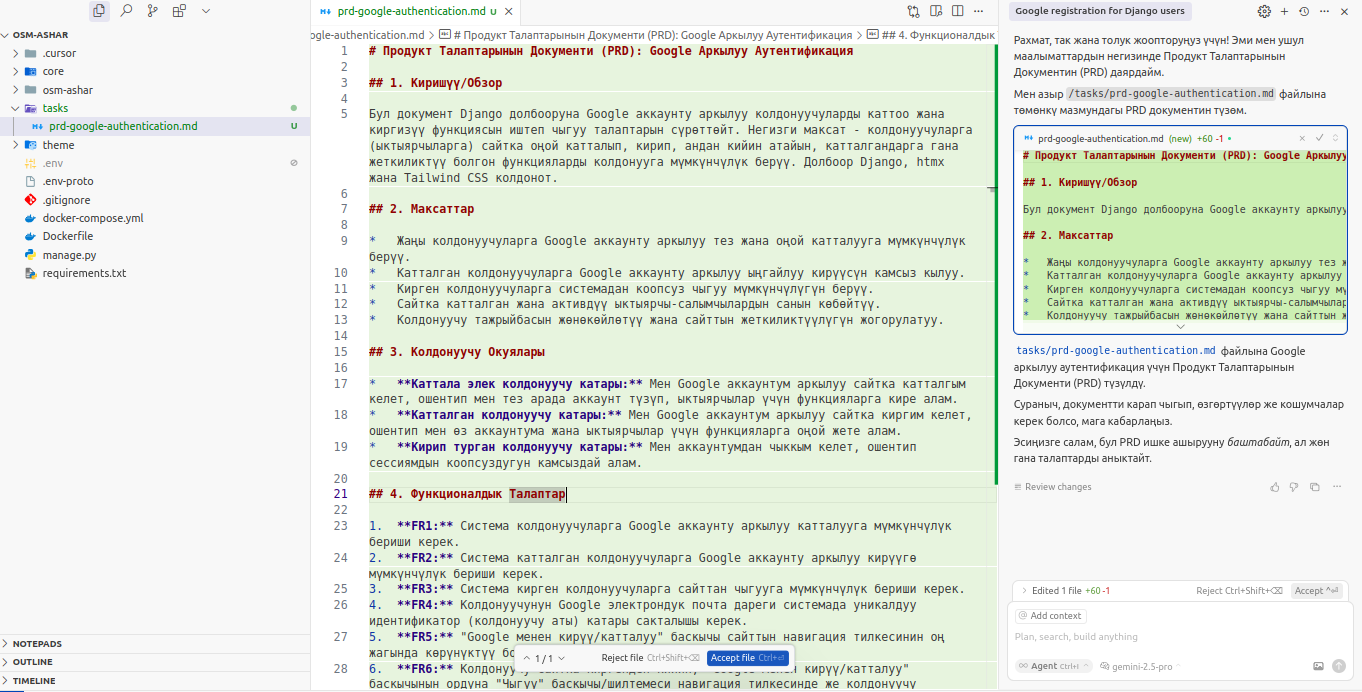 OSM-ASHAR
.cursor
core
osm-ashar
tasks
prd-google-authentication.md U
theme
.env
.env-proto
.gitignore
docker-compose.yml
Dockerfile
manage.py
requirements.txt
NOTEPADS
OUTLINE
TIMELINE
prd-google-authentication.md U
ogle-authentication.md > # Продукт Талаптарынын Документи (PRD): Google Аркылуу Аутентификация > ## 4. Функционалдык
1 # Продукт Талаптарынын Документи (PRD): Google Аркылуу Аутентификация
2
3 ## 1. Киришүү/Обзор
4
5 Бул документ Django долбооруна Google аккаунту аркылуу колдонуучуларды каттоо жана
киргизүү функциясын иштеп чыгуу талаптарын сүрөттөйт. Негизги максат - колдонуучуларга
(ыктыярчыларга) сайтка оңой катталып, кирип, андан кийин атайын, катталгандарга гана
жеткиликтүү болгон функцияларды колдонууга мүмкүнчүлүк берүү. Долбоор Django, htmx
жана Tailwind CSS колдонот.
6
7 ## 2. Максаттар
8
9 * Жаңы колдонуучуларга Google аккаунту аркылуу тез жана оңой катталууга мүмкүнчүлүк
берүү.
10 * Катталган колдонуучуларга Google аккаунту аркылуу ыңгайлуу кирүүсүн камсыз кылуу.
11 * Кирген колдонуучуларга системадан коопсуз чыгуу мүмкүнчүлүгүн берүү.
12 * Сайтка катталган жана активдүү ыктыярчы-салымчылардын санын көбөйтүү.
13 * Колдонуучу тажрыйбасын жөнөкөйлөтүү жана сайттын жеткиликтүүлүгүн жогорулатуу.
14
15 ## 3. Колдонуучу Окуялары
16
17 * **Каттала элек колдонуучу катары:** Мен Google аккаунтум аркылуу сайтка катталгым
келет, ошентип мен тез арада аккаунт түзүп, ыктыярчылар үчүн функцияларга кире алам.
18 * **Катталган колдонуучу катары:** Мен Google аккаунтум аркылуу сайтка киргим келет,
ошентип мен өз аккаунтума жана ыктыярчылар үчүн функцияларга оңой жете алам.
19 * **Кирип турган колдонуучу катары:** Мен аккаунтумдан чыккым келет, ошентип
сессиямдын коопсуздугун камсыздай алам.
20
21 ## 4. Функционалдык Талаптар
22
23 1. **FR1:** Система колдонуучуларга Google аккаунту аркылуу катталууга мүмкүнчүлүк
бериши керек.
24 2. **FR2:** Система катталган колдонуучуларга Google аккаунту аркылуу кирүүгө
мүмкүнчүлүк бериши керек.
25 3. **FR3:** Система кирген колдонуучуларга сайттан чыгууга мүмкүнчүлүк бериши керек.
26 4. **FR4:** Колдонуучунун Google электрондук почта дареги системада уникалдуу
идентификатор (колдонуучу аты) катары сакталышы керек.
27 5. **FR5:** "Google менен кирүү/катталуу" баскычы сайттын навигация тилкесинин оң
жагында көрүнүктүү
28 6. **FR6:** кирүү/катталуу"
баскычынын ордуна "Чыгуу" баскычы/шилтемеси навигация тилкесинде же колдонуучу
1 / 1 Reject file Ctrl+Shift+⌫ Accept file Ctrl+⏎
Google registration for Django users
Рахмат, так жана толук жоопторуңуз үчүн! Эми мен ушул
маалыматтардын негизинде Продукт Талаптарынын
Документин (PRD) даярдайм.
Мен азыр /tasks/prd-google-authentication.md файлына
төмөнкү мазмундагы PRD документин түзөм.
prd-google-authentication.md (new) +60 -1
# Продукт Талаптарынын Документи (PRD): Google Аркылуу
## 1. Киришүү/Обзор
Бул документ Django долбооруна Google аккаунту аркылуу
## 2. Максаттар
* Жаңы колдонуучуларга Google аккаунту аркылуу тез ж
* Катталган колдонуучуларга Google аккаунту аркылуу
* Кирген колдонуучуларга системадан коопсуз чыгуу мү
* Сайтка катталган жана активдүү ыктыярчы-салымчылар
* Колдонуучу тажрыйбасын жөнөкөйлөтүү жана сайттын ж
tasks/prd-google-authentication.md файлына Google
аркылуу аутентификация үчүн Продукт Талаптарынын
Документи (PRD) түзүлдү.
Сураныч, документти карап чыгып, өзгөртүүлөр же кошумчалар
керек болсо, мага кабарлаңыз.
Эсиңизге салам, бул PRD ишке ашырууну баштабайт, ал жөн
гана талаптарды аныктайт.
Review changes
Edited 1 file +60 -1 Reject Ctrl+Shift+⌫ Accept ^⏎
@ Add context
Plan, search, build anything
∞ Agent Ctrl+I gemini-2.5-pro